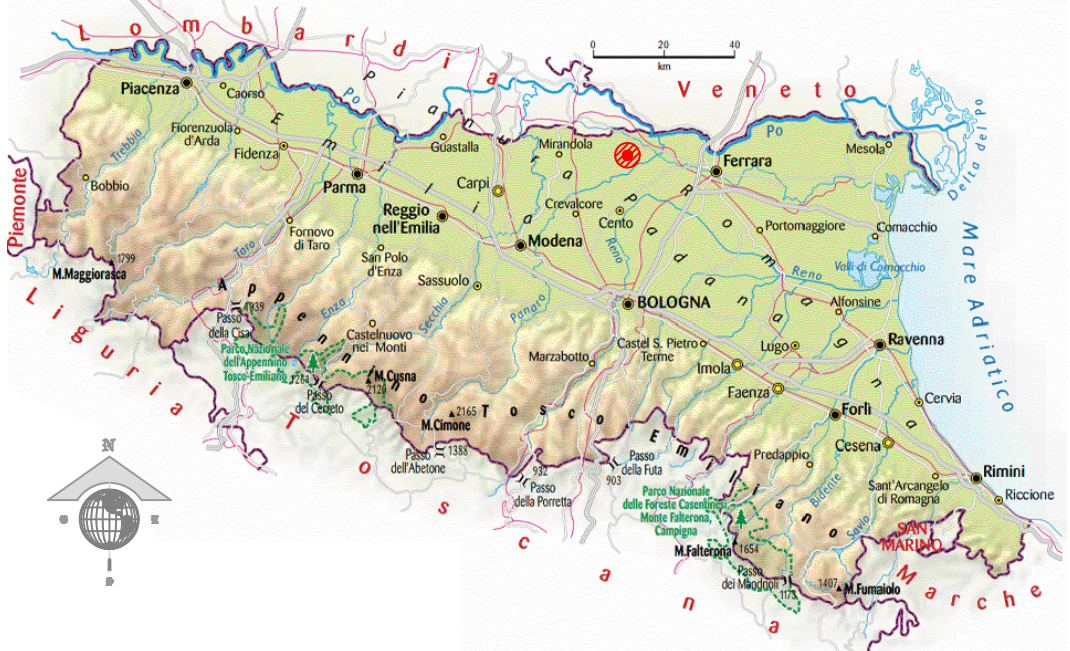 Lombardia
0 20 40
km
Veneto
Piacenza
Caorso
Po
Pianura Padana
Po
Mesola
Delta del Po
Trebbia
Fiorenzuola
d'Arda
Fidenza
Guastalla
Mirandola
Ferrara
Bobbio
Parma
Emilia
Carpi
Romagna
Piemonte
Reggio
nell'Emilia
Crevalcore
Cento
Portomaggiore
Comacchio
Fornovo
di Taro
Taro
Modena
Reno
Mare Adriatico
1799
M.Maggiorasca
San Polo
d'Enza
Sassuolo
Reno
Valli di Comacchio
Liguria
Appennino Tosco Emiliano
1039
Passo
della Cisa
Enza
Secchia
Panaro
BOLOGNA
Alfonsine
Castelnuovo
nei Monti
Parco Nazionale
dell'Appennino
Tosco-Emiliano
Marzabotto
Castel S. Pietro
Terme
Lugo
Ravenna
1261
Passo
del Cerreto
M.Cusna
2120
Imola
Faenza
Toscana
2165
M.Cimone
Forlì
Cervia
Passo
dell'Abetone
1388
932
Passo
della Porretta
Passo
della Futa
903
Predappio
Cesena
Sant'Arcangelo
di Romagna
Rimini
Riccione
Parco Nazionale
delle Foreste Casentinesi,
Monte Falterona,
Campigna
Bidente
Savio
SAN
MARINO
M.Falterona
1654
Passo
dei Mandrioli
1173
1407
M.Fumaiolo
Marche
N
O E
S